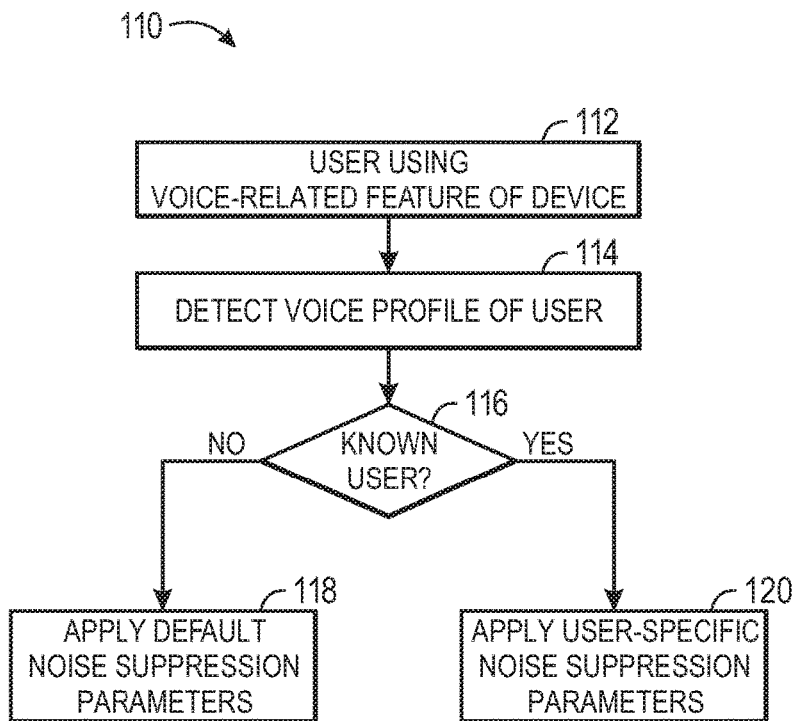 110
112
USER USING
VOICE-RELATED FEATURE OF DEVICE
114
DETECT VOICE PROFILE OF USER
116
NO
KNOWN
YES
USER?
118
120
APPLY DEFAULT
NOISE SUPPRESSION
PARAMETERS
APPLY USER-SPECIFIC
NOISE SUPPRESSION
PARAMETERS